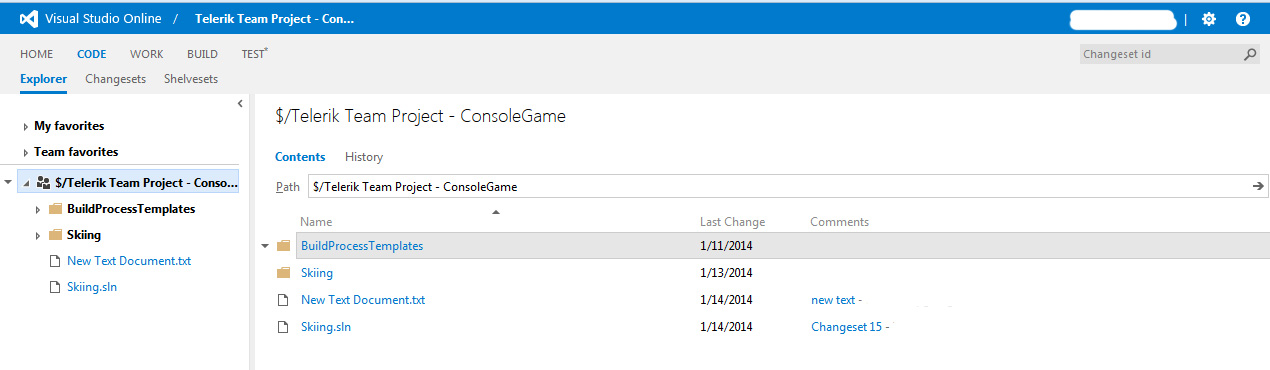 Visual Studio Online / Telerik Team Project - Con... | ?
HOME CODE WORK BUILD TEST* Changeset id
Explorer Changesets Shelvesets
My favorites
Team favorites
$/Telerik Team Project - Conso...
BuildProcessTemplates
Skiing
New Text Document.txt
Skiing.sln
$/Telerik Team Project - ConsoleGame
Contents History
Path $/Telerik Team Project - ConsoleGame
Name Last Change Comments
BuildProcessTemplates 1/11/2014
Skiing 1/13/2014
New Text Document.txt 1/14/2014 new text -
Skiing.sln 1/14/2014 Changeset 15 -